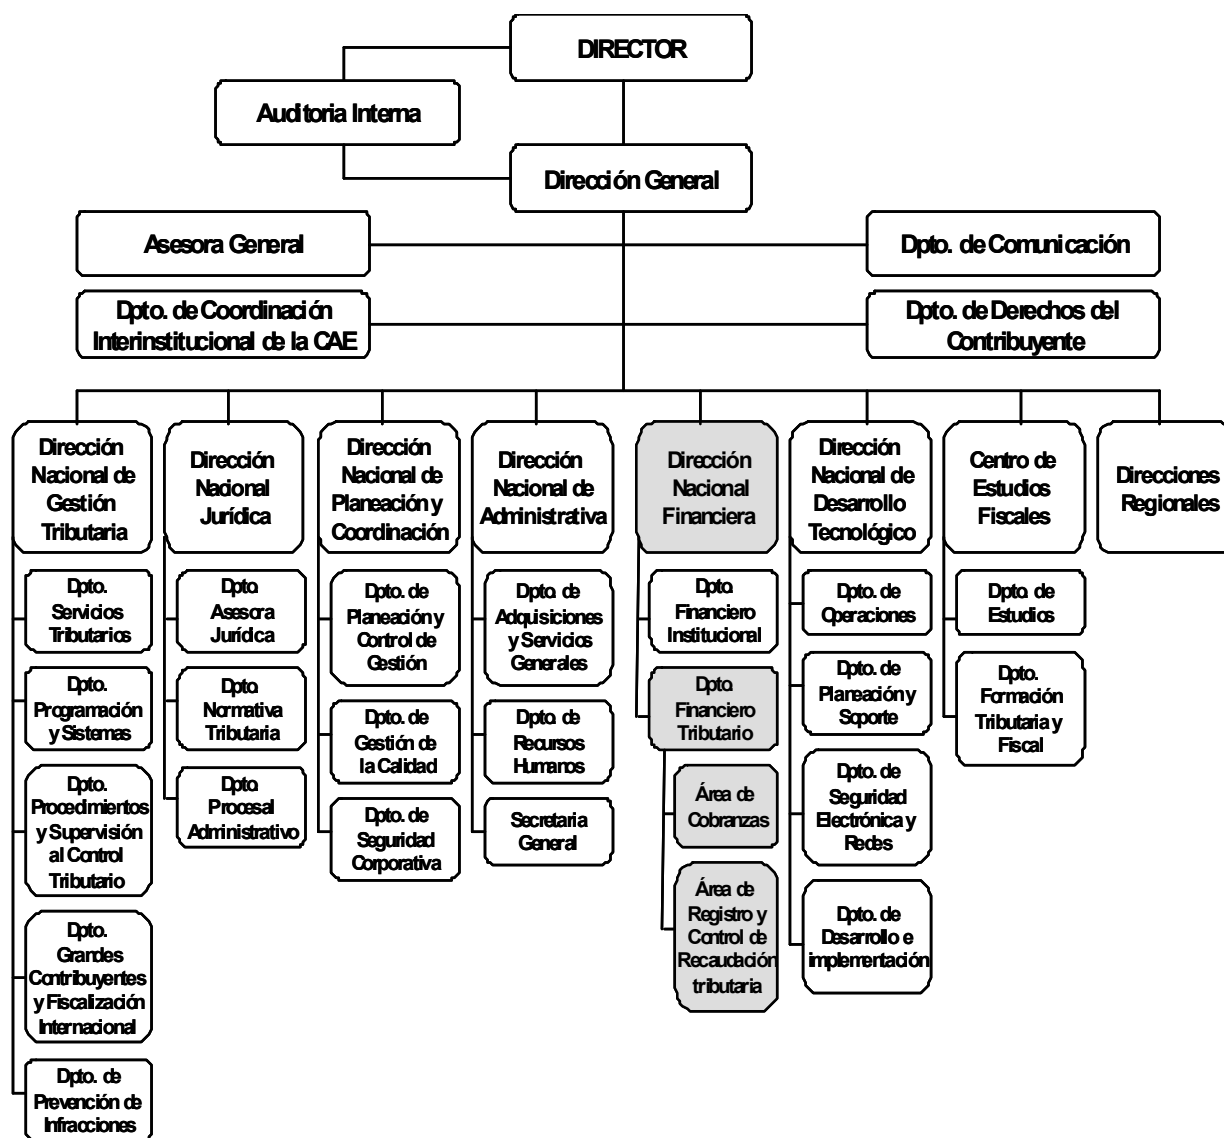 DIRECTOR
Auditoria Interna
Dirección General
Asesora General
Dpto. de Comunicación
Dpto. de Coordinación
Interinstitucional de la CAE
Dpto. de Derechos del
Contribuyente
Dirección
Nacional de
Gestión
Tributaria
Dirección
Nacional
Jurídica
Dirección
Nacional de
Planeación y
Coordinación
Dirección
Nacional de
Administrativa
Dirección
Nacional
Financiera
Dirección
Nacional de
Desarrollo
Tecnológico
Centro de
Estudios
Fiscales
Direcciones
Regionales
Dpto.
Servicios
Tributarios
Dpto.
Programación
y Sistemas
Dpto.
Procedimientos
y Supervisión
al Control
Tributario
Dpto.
Grandes
Contribuyentes
y Fiscalización
Internacional
Dpto. de
Prevención de
Infracciones
Dpto.
Asesora
Jurídica
Dpto.
Normativa
Tributaria
Dpto.
Procesal
Administrativo
Dpto. de
Planeación y
Control de
Gestión
Dpto. de
Gestión de
la Calidad
Dpto. de
Seguridad
Corporativa
Dpto. de
Adquisiciones
y Servicios
Generales
Dpto. de
Recursos
Humanos
Secretaria
General
Dpto.
Financiero
Institucional
Dpto.
Financiero
Tributario
Área de
Cobranzas
Área de
Registro y
Control de
Recaudación
tributaria
Dpto. de
Operaciones
Dpto. de
Planeación y
Soporte
Dpto. de
Seguridad
Electrónica y
Redes
Dpto. de
Desarrollo e
implementación
Dpto. de
Estudios
Dpto.
Formación
Tributaria y
Fiscal